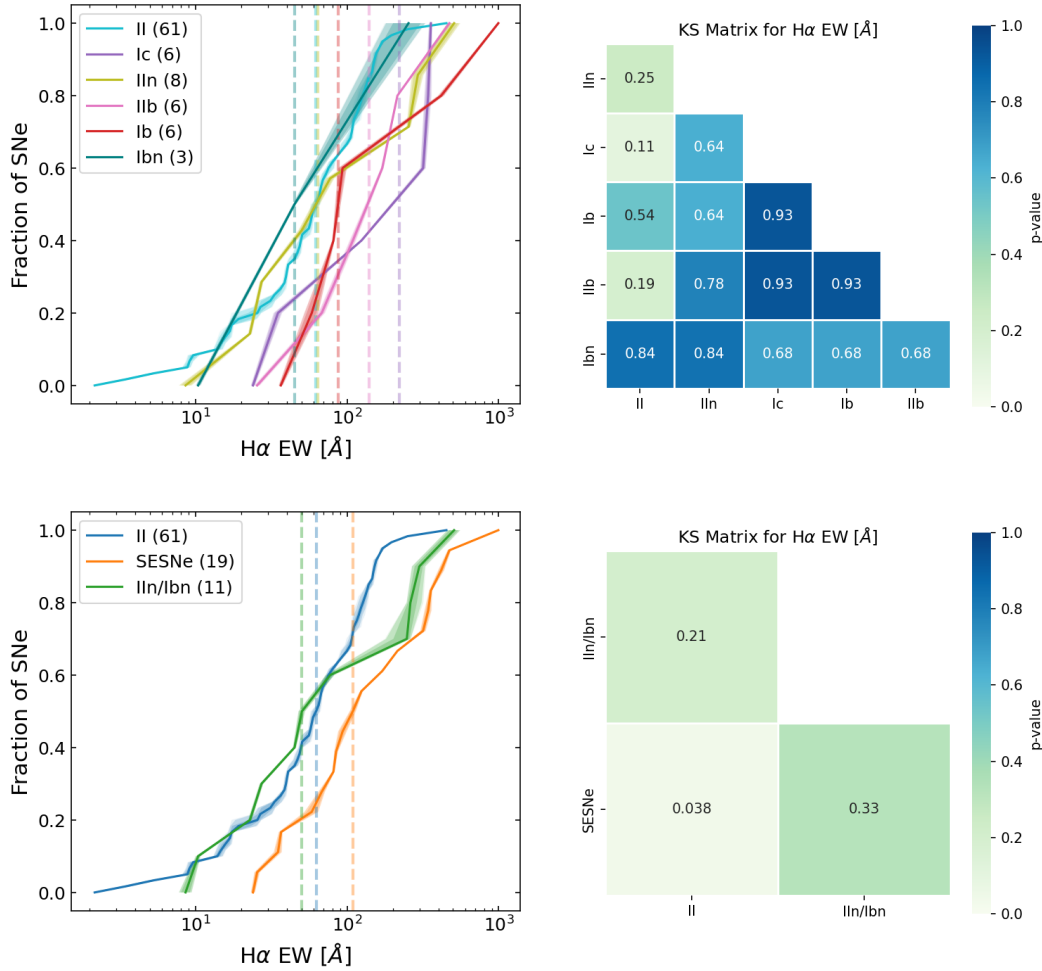 II (61)
Ic (6)
IIn (8)
IIb (6)
Ib (6)
Ibn (3)
1.0
0.8
0.6
0.4
0.2
0.0
Fraction of SNe
10¹ 10² 10³
Hα EW [Å]
KS Matrix for Hα EW [Å]
IIn 0.25
Ic 0.11 0.64
Ib 0.54 0.64 0.93
IIb 0.19 0.78 0.93 0.93
Ibn 0.84 0.84 0.68 0.68 0.68
II IIn Ic Ib IIb
1.0
0.8
0.6
0.4
0.2
0.0
p-value
II (61)
SESNe (19)
IIn/Ibn (11)
1.0
0.8
0.6
0.4
0.2
0.0
Fraction of SNe
10¹ 10² 10³
Hα EW [Å]
KS Matrix for Hα EW [Å]
IIn/Ibn 0.21
SESNe 0.038 0.33
II IIn/Ibn
1.0
0.8
0.6
0.4
0.2
0.0
p-value